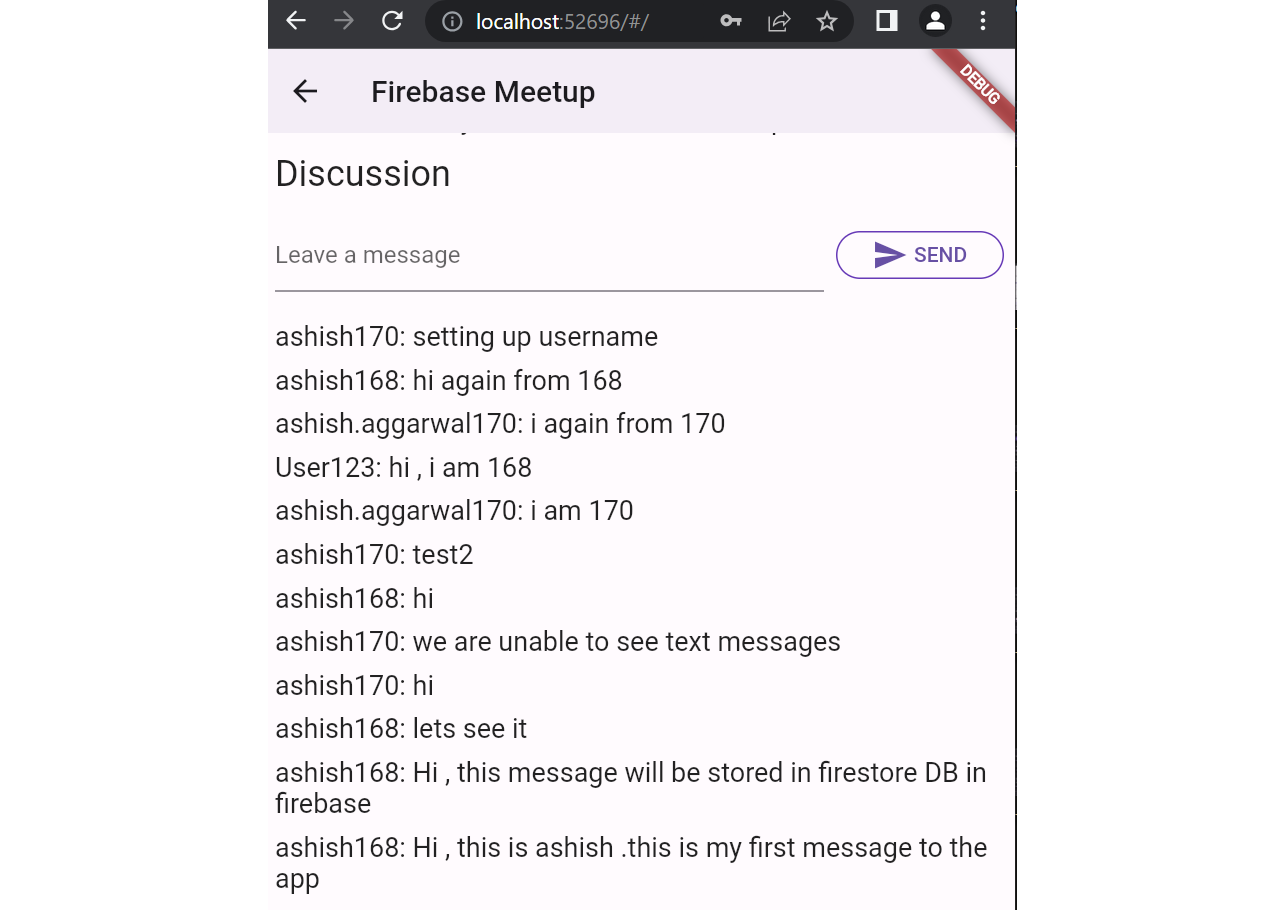 localhost:52696/#/
Firebase Meetup
DEBUG
Discussion
Leave a message
SEND
ashish170: setting up username
ashish168: hi again from 168
ashish.aggarwal170: i again from 170
User123: hi , i am 168
ashish.aggarwal170: i am 170
ashish170: test2
ashish168: hi
ashish170: we are unable to see text messages
ashish170: hi
ashish168: lets see it
ashish168: Hi , this message will be stored in firestore DB in
firebase
ashish168: Hi , this is ashish .this is my first message to the
app